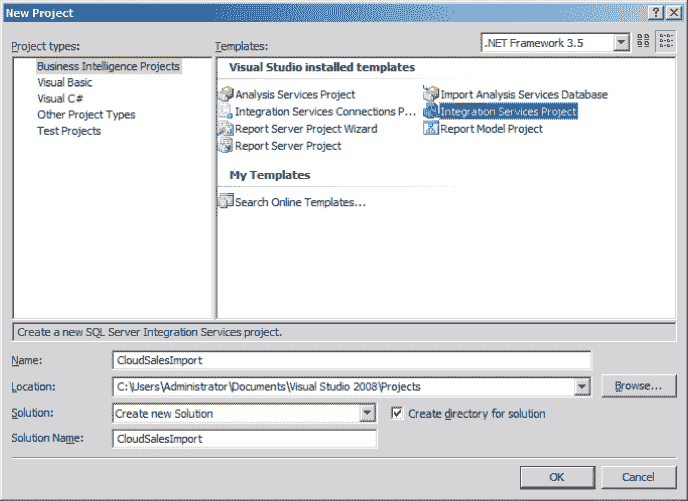 New Project
Project types:
Templates:
.NET Framework 3.5
Business Intelligence Projects
Visual Basic
Visual C#
Other Project Types
Test Projects
Visual Studio installed templates
Analysis Services Project
Import Analysis Services Database
Integration Services Connections P...
Integration Services Project
Report Server Project Wizard
Report Model Project
Report Server Project
My Templates
Search Online Templates...
Create a new SQL Server Integration Services project.
Name:
CloudSalesImport
Location:
C:\Users\Administrator\Documents\Visual Studio 2008\Projects
Browse...
Solution:
Create new Solution
Create directory for solution
Solution Name:
CloudSalesImport
OK
Cancel